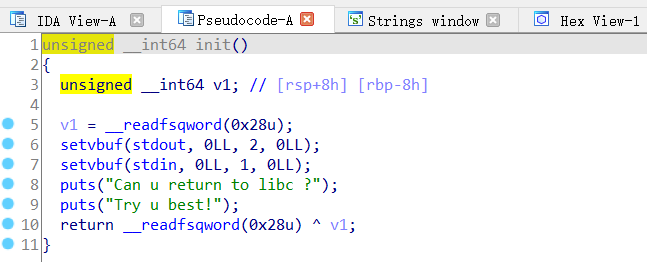 IDA View-A Pseudocode-A 's' Strings window Hex View-1
1 unsigned __int64 init()
2 {
3 unsigned __int64 v1; // [rsp+8h] [rbp-8h]
4
5 v1 = __readfsqword(0x28u);
6 setvbuf(stdout, 0LL, 2, 0LL);
7 setvbuf(stdin, 0LL, 1, 0LL);
8 puts("Can u return to libc ?");
9 puts("Try u best!");
10 return __readfsqword(0x28u) ^ v1;
11 }